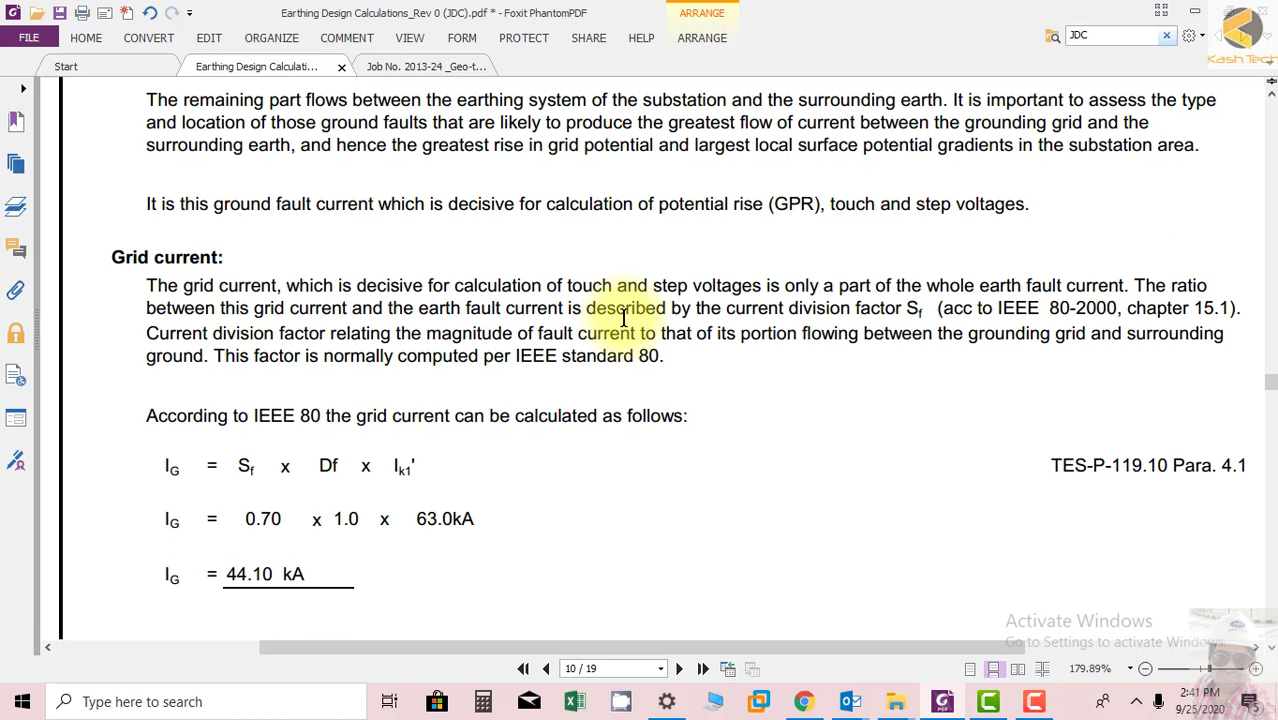 Earthing Design Calculations_Rev 0 (JDC).pdf * - Foxit PhantomPDF
ARRANGE
FILE HOME CONVERT EDIT ORGANIZE COMMENT VIEW FORM PROTECT SHARE HELP ARRANGE
JDC
Kash Tech
Start
Earthing Design Calculati...
Job No. 2013-24 _Geo-t...
The remaining part flows between the earthing system of the substation and the surrounding earth. It is important to assess the type
and location of those ground faults that are likely to produce the greatest flow of current between the grounding grid and the
surrounding earth, and hence the greatest rise in grid potential and largest local surface potential gradients in the substation area.
It is this ground fault current which is decisive for calculation of potential rise (GPR), touch and step voltages.
Grid current:
The grid current, which is decisive for calculation of touch and step voltages is only a part of the whole earth fault current. The ratio
between this grid current and the earth fault current is described by the current division factor Sf (acc to IEEE 80-2000, chapter 15.1).
Current division factor relating the magnitude of fault current to that of its portion flowing between the grounding grid and surrounding
ground. This factor is normally computed per IEEE standard 80.
According to IEEE 80 the grid current can be calculated as follows:
IG = Sf x Df x Ik1' TES-P-119.10 Para. 4.1
IG = 0.70 x 1.0 x 63.0kA
IG = 44.10 kA
Activate Windows
Go to Settings to activate Windows.
10 / 19
179.89%
Type here to search
2:41 PM
9/25/2020